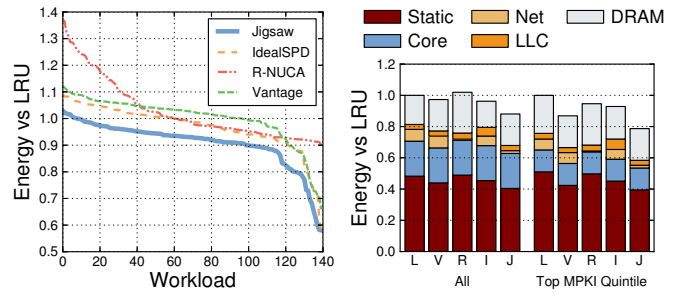 1.4
1.3
1.2
1.1
1.0
0.9
0.8
0.7
0.6
0.5
Energy vs LRU
0 20 40 60 80 100 120 140
Workload
Jigsaw
IdealSPD
R-NUCA
Vantage
Static Net DRAM
Core LLC
1.2
1.0
0.8
0.6
0.4
0.2
0.0
Energy vs LRU
L V R I J L V R I J
All Top MPKI Quintile